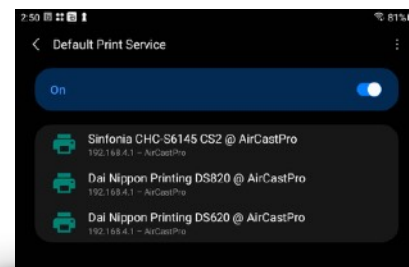 2:50 81%
Default Print Service
On
Sinfonia CHC-S6145 CS2 @ AirCastPro
192.168.4.1 – AirCastPro
Dai Nippon Printing DS820 @ AirCastPro
192.168.4.1 – AirCastPro
Dai Nippon Printing DS620 @ AirCastPro
192.168.4.1 – AirCastPro